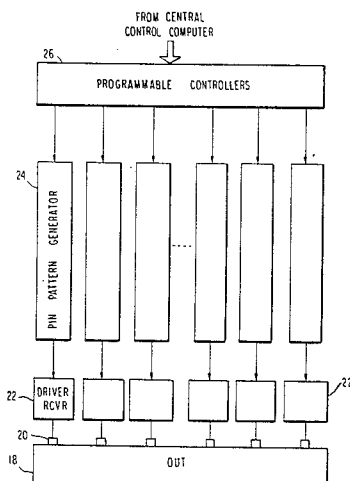 FROM CENTRAL
CONTROL COMPUTER
26
PROGRAMMABLE CONTROLLERS
24
PIN PATTERN GENERATOR
22
DRIVER
RCVR
22
20
18
OUT